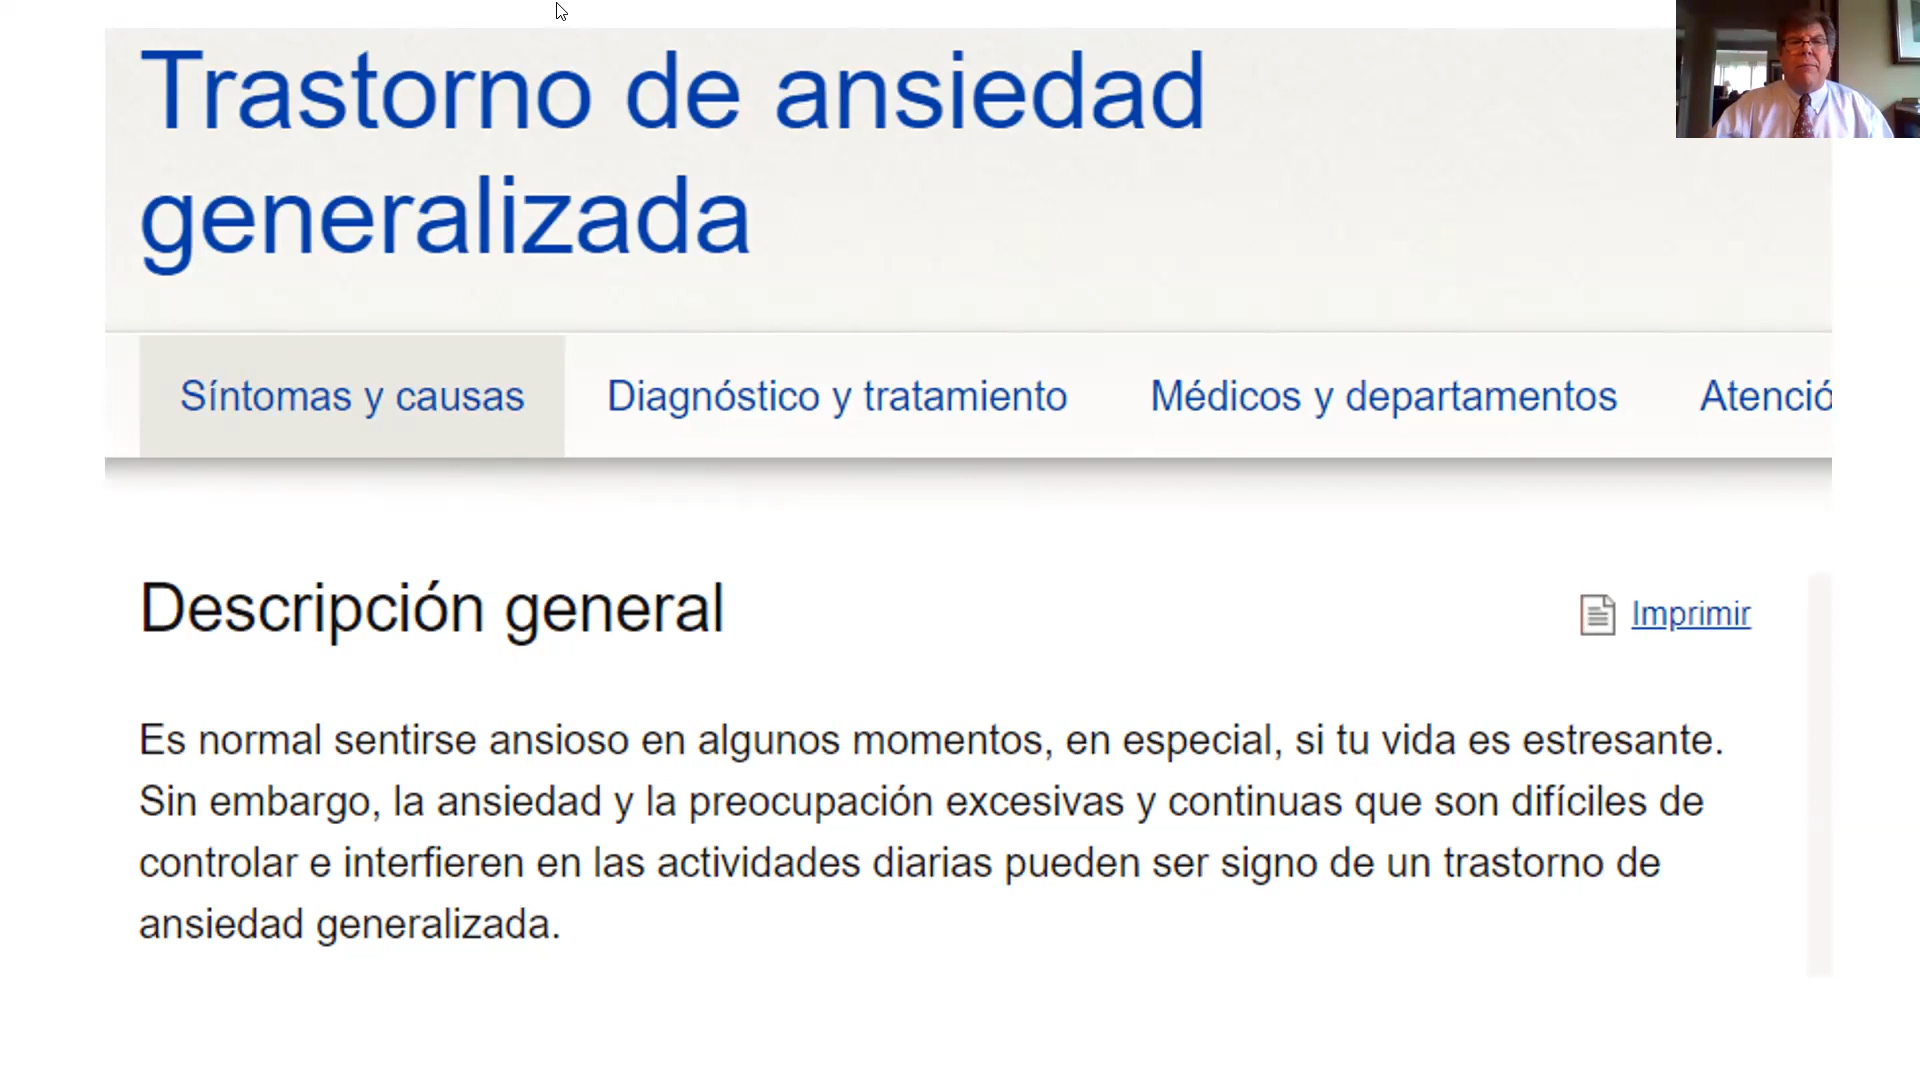 Trastorno de ansiedad
generalizada
Síntomas y causas
Diagnóstico y tratamiento
Médicos y departamentos
Atenció
Descripción general
Imprimir
Es normal sentirse ansioso en algunos momentos, en especial, si tu vida es estresante.
Sin embargo, la ansiedad y la preocupación excesivas y continuas que son difíciles de
controlar e interfieren en las actividades diarias pueden ser signo de un trastorno de
ansiedad generalizada.